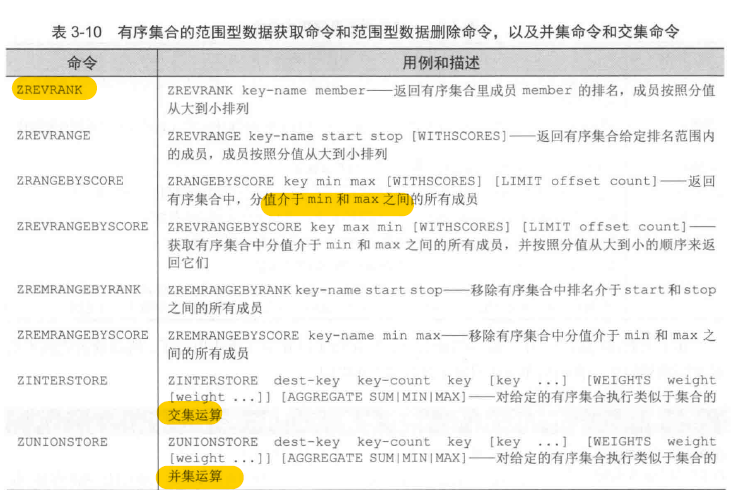 表 3-10 有序集合的范围型数据获取命令和范围型数据删除命令，以及并集命令和交集命令
命令 用例和描述
ZREVRANK ZREVRANK key-name member——返回有序集合里成员 member 的排名，成员按照分值
从大到小排列
ZREVRANGE ZREVRANGE key-name start stop [WITHSCORES]——返回有序集合给定排名范围内
的成员，成员按照分值从大到小排列
ZRANGEBYSCORE ZRANGEBYSCORE key min max [WITHSCORES] [LIMIT offset count]——返回
有序集合中，分值介于 min 和 max 之间的所有成员
ZREVRANGEBYSCORE ZREVRANGEBYSCORE key max min [WITHSCORES] [LIMIT offset count]——
获取有序集合中分值介于 min 和 max 之间的所有成员，并按照分值从大到小的顺序来返
回它们
ZREMRANGEBYRANK ZREMRANGEBYRANK key-name start stop——移除有序集合中排名介于 start 和 stop
之间的所有成员
ZREMRANGEBYSCORE ZREMRANGEBYSCORE key-name min max——移除有序集合中分值介于 min 和 max 之
间的所有成员
ZINTERSTORE ZINTERSTORE dest-key key-count key [key ...] [WEIGHTS weight
[weight ...]] [AGGREGATE SUM|MIN|MAX]——对给定的有序集合执行类似于集合的
交集运算
ZUNIONSTORE ZUNIONSTORE dest-key key-count key [key ...] [WEIGHTS weight
[weight ...]] [AGGREGATE SUM|MIN|MAX]——对给定的有序集合执行类似于集合的
并集运算